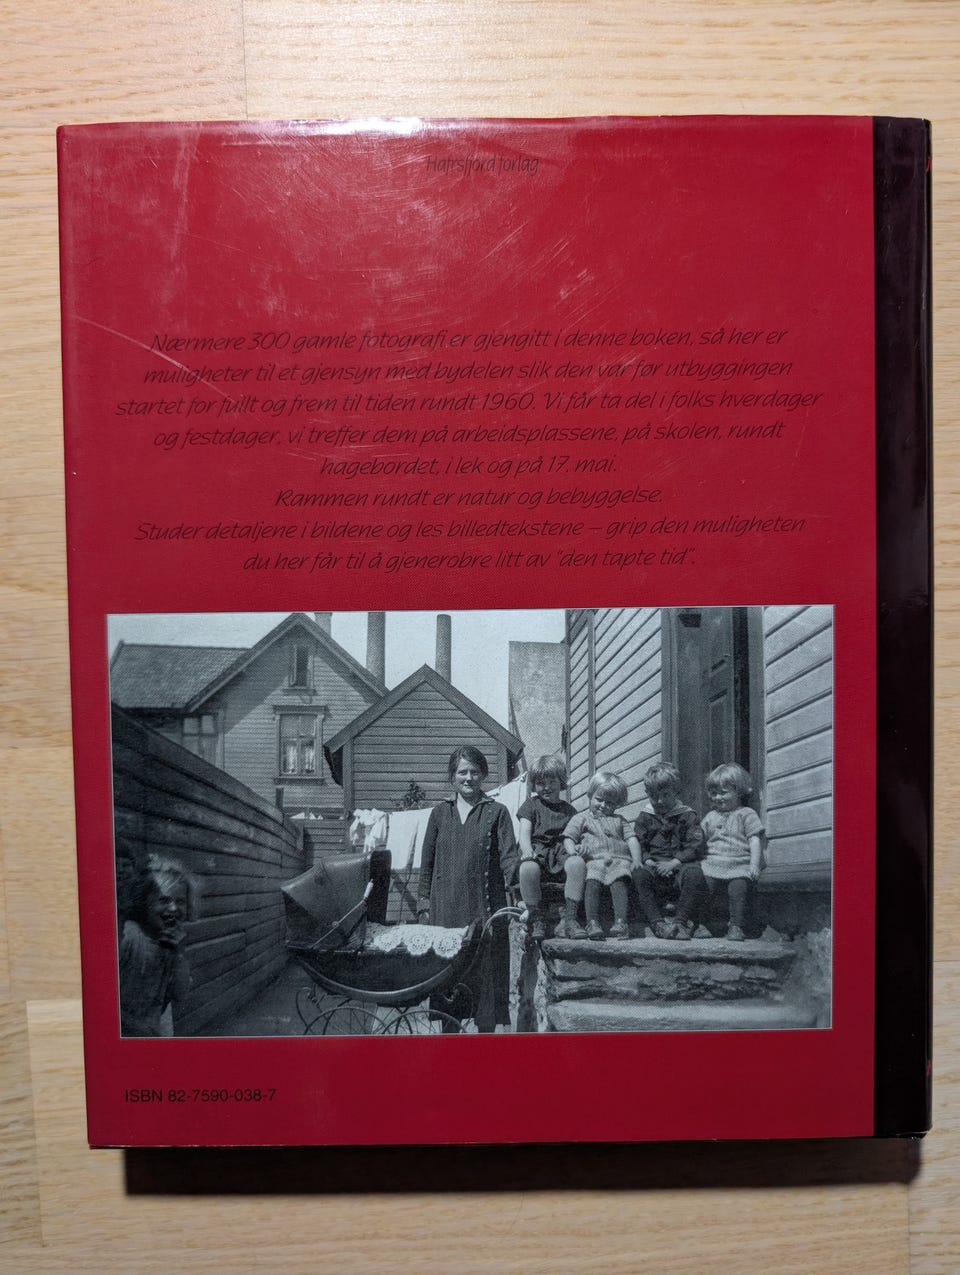 Hafrsfjord forlag
Nærmere 300 gamle fotografi er gjengitt i denne boken, så her er
muligheter til et gjensyn med bydelen slik den var før utbyggingen
startet for fullt og frem til tiden rundt 1960. Vi får ta del i folks hverdager
og festdager, vi treffer dem på arbeidsplassene, på skolen, rundt
hagebordet, i lek og på 17. mai.
Rammen rundt er natur og bebyggelse.
Studer detaljene i bildene og les billedtekstene – grip den muligheten
du her får til å gjenerobre litt av "den tapte tid".
ISBN 82-7590-038-7